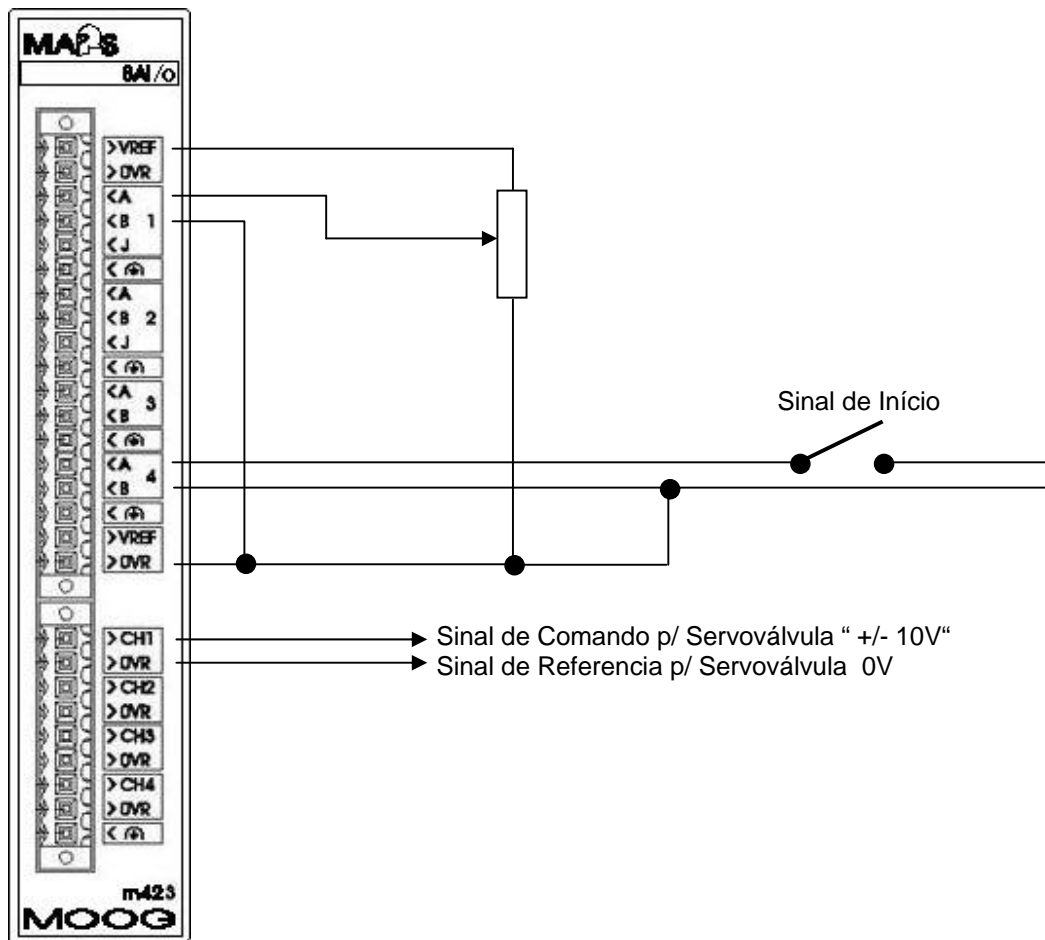 8AI/O
>VREF
>0VR
<A
<B 1
<J
<
<A
<B 2
<J
<
<A
3
<B
<
<A
4
<B
<
>VREF
>0VR
Sinal de Início
>CH1
>0VR
>CH2
>0VR
>CH3
>0VR
>CH4
>0VR
<
Sinal de Comando p/ Servoválvula “ +/- 10V“
Sinal de Referencia p/ Servoválvula 0V
m423
MOOG